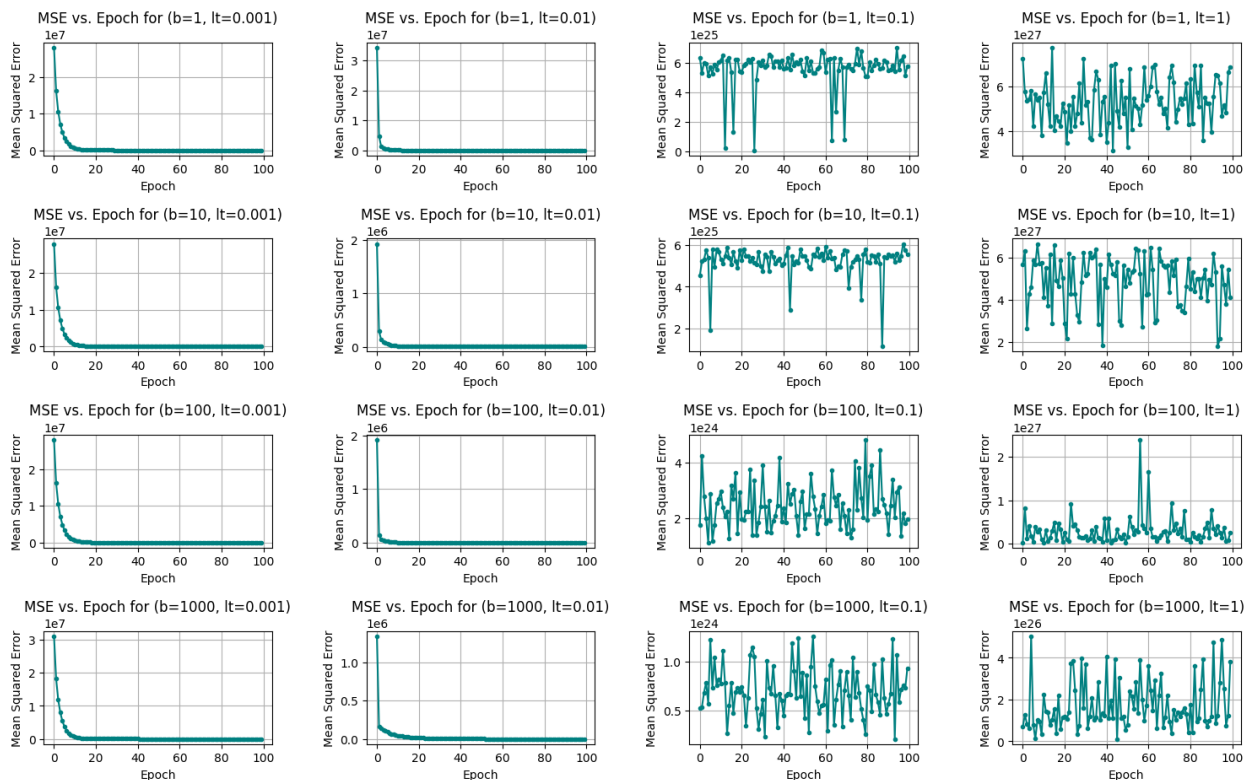 MSE vs. Epoch for (b=1, lt=0.001)
1e7
Mean Squared Error
2
1
0
0 20 40 60 80 100
Epoch
MSE vs. Epoch for (b=1, lt=0.01)
1e7
Mean Squared Error
3
2
1
0
0 20 40 60 80 100
Epoch
MSE vs. Epoch for (b=1, lt=0.1)
1e25
Mean Squared Error
6
4
2
0
0 20 40 60 80 100
Epoch
MSE vs. Epoch for (b=1, lt=1)
1e27
Mean Squared Error
6
4
0 20 40 60 80 100
Epoch
MSE vs. Epoch for (b=10, lt=0.001)
1e7
Mean Squared Error
2
1
0
0 20 40 60 80 100
Epoch
MSE vs. Epoch for (b=10, lt=0.01)
1e6
Mean Squared Error
2
1
0
0 20 40 60 80 100
Epoch
MSE vs. Epoch for (b=10, lt=0.1)
1e25
Mean Squared Error
6
4
2
0 20 40 60 80 100
Epoch
MSE vs. Epoch for (b=10, lt=1)
1e27
Mean Squared Error
6
4
2
0 20 40 60 80 100
Epoch
MSE vs. Epoch for (b=100, lt=0.001)
1e7
Mean Squared Error
2
1
0
0 20 40 60 80 100
Epoch
MSE vs. Epoch for (b=100, lt=0.01)
1e6
Mean Squared Error
2
1
0
0 20 40 60 80 100
Epoch
MSE vs. Epoch for (b=100, lt=0.1)
1e24
Mean Squared Error
4
2
0 20 40 60 80 100
Epoch
MSE vs. Epoch for (b=100, lt=1)
1e27
Mean Squared Error
2
1
0
0 20 40 60 80 100
Epoch
MSE vs. Epoch for (b=1000, lt=0.001)
1e7
Mean Squared Error
3
2
1
0
0 20 40 60 80 100
Epoch
MSE vs. Epoch for (b=1000, lt=0.01)
1e6
Mean Squared Error
1.0
0.5
0.0
0 20 40 60 80 100
Epoch
MSE vs. Epoch for (b=1000, lt=0.1)
1e24
Mean Squared Error
1.0
0.5
0 20 40 60 80 100
Epoch
MSE vs. Epoch for (b=1000, lt=1)
1e26
Mean Squared Error
4
2
0
0 20 40 60 80 100
Epoch